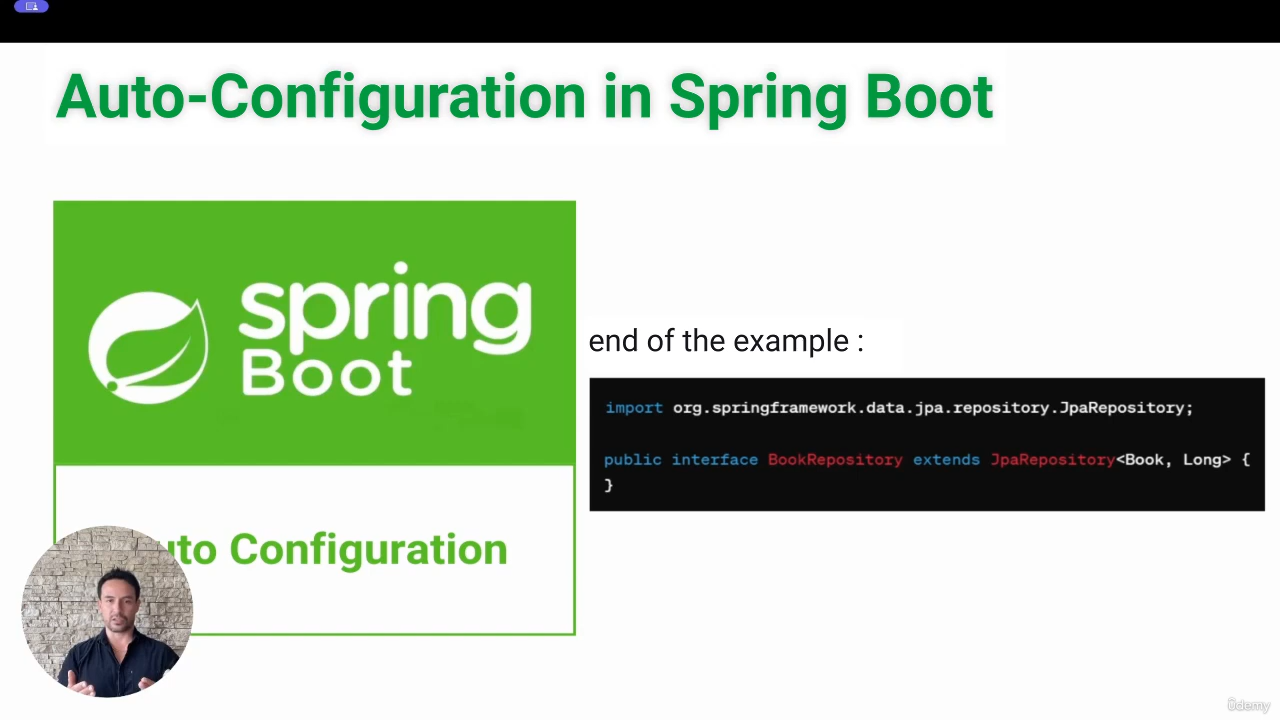 Auto-Configuration in Spring Boot
spring
Boot
uto Configuration
end of the example :
import org.springframework.data.jpa.repository.JpaRepository;
public interface BookRepository extends JpaRepository<Book, Long> {
}
ûdemy